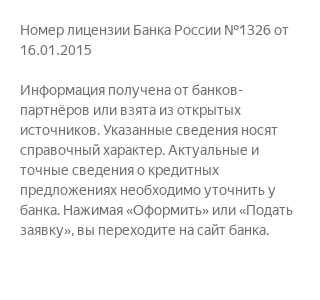 Номер лицензии Банка России №1326 от
16.01.2015
Информация получена от банков-
партнёров или взята из открытых
источников. Указанные сведения носят
справочный характер. Актуальные и
точные сведения о кредитных
предложениях необходимо уточнить у
банка. Нажимая «Оформить» или «Подать
заявку», вы переходите на сайт банка.